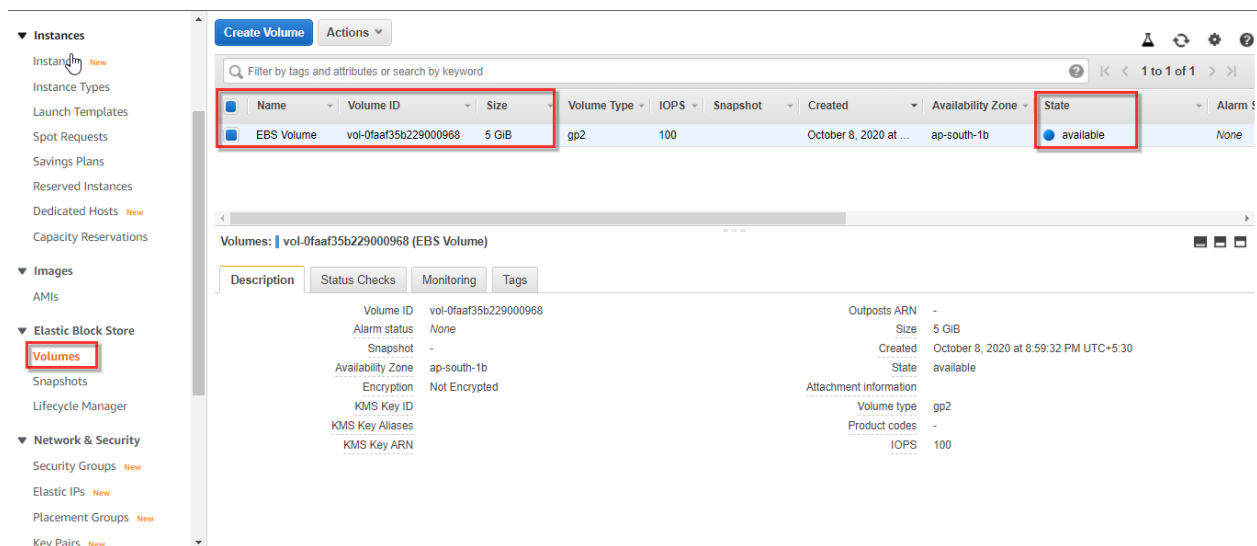 Instances
Instances New
Instance Types
Launch Templates
Spot Requests
Savings Plans
Reserved Instances
Dedicated Hosts New
Capacity Reservations
Images
AMIs
Elastic Block Store
Volumes
Snapshots
Lifecycle Manager
Network & Security
Security Groups New
Elastic IPs New
Placement Groups New
Key Pairs New
Create Volume Actions
Filter by tags and attributes or search by keyword 1 to 1 of 1
Name Volume ID Size Volume Type IOPS Snapshot Created Availability Zone State Alarm S
EBS Volume vol-0faaf35b229000968 5 GiB gp2 100 October 8, 2020 at ... ap-south-1b available None
Volumes: vol-0faaf35b229000968 (EBS Volume)
Description Status Checks Monitoring Tags
Volume ID vol-0faaf35b229000968 Outposts ARN -
Alarm status None Size 5 GiB
Snapshot - Created October 8, 2020 at 8:59:32 PM UTC+5:30
Availability Zone ap-south-1b State available
Encryption Not Encrypted Attachment information
KMS Key ID Volume type gp2
KMS Key Aliases Product codes -
KMS Key ARN IOPS 100